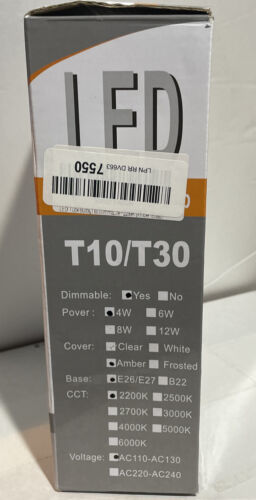 LED
LPN RR DV663
7550
T10/T30
Dimmable: Yes No
Pover: 4W 6W
8W 12W
Cover: Clear White
Amber Frosted
Base: E26/E27 B22
CCT: 2200K 2500K
2700K 3000K
4000K 5000K
6000K
Voltage: AC110-AC130
AC220-AC240